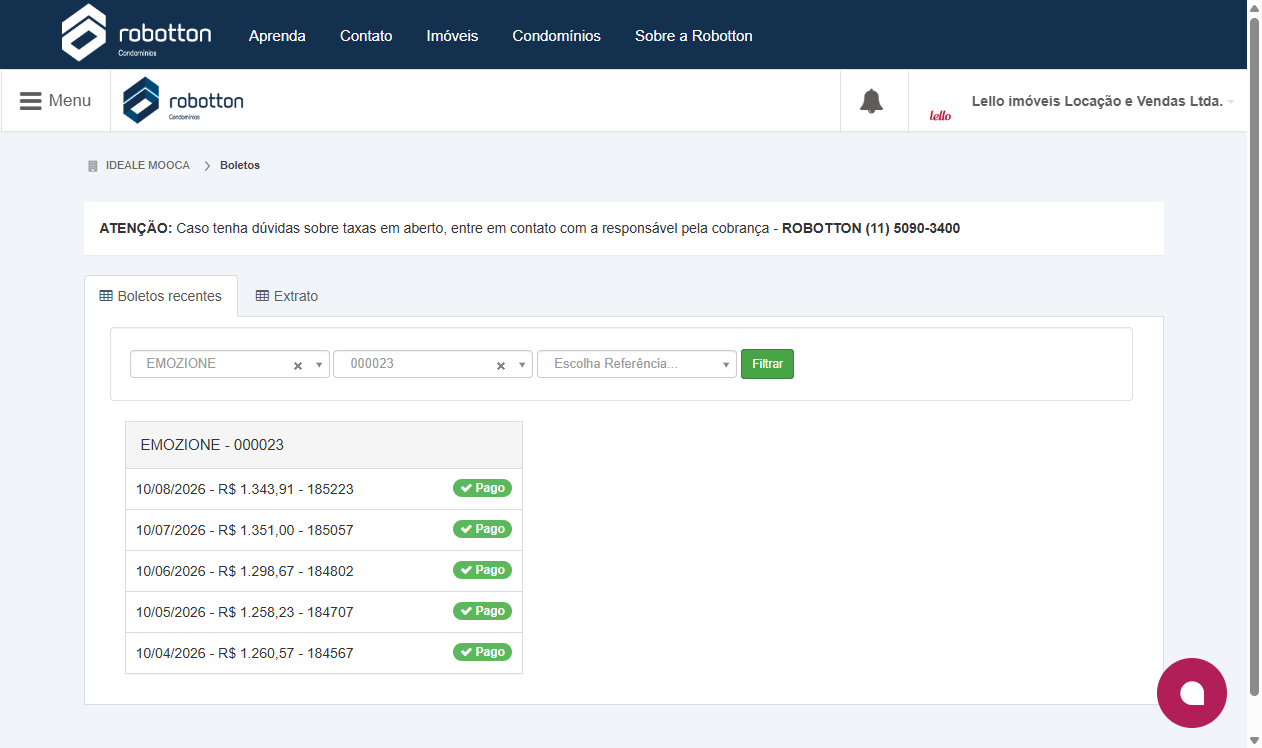 robotton
Condomínios
Aprenda Contato Imóveis Condomínios Sobre a Robotton
Menu
robotton
Condomínios
lello
Lello imóveis Locação e Vendas Ltda.
IDEALE MOOCA Boletos
ATENÇÃO: Caso tenha dúvidas sobre taxas em aberto, entre em contato com a responsável pela cobrança - ROBOTTON (11) 5090-3400
Boletos recentes Extrato
EMOZIONE × 000023 × Escolha Referência... Filtrar
EMOZIONE - 000023
10/08/2026 - R$ 1.343,91 - 185223 Pago
10/07/2026 - R$ 1.351,00 - 185057 Pago
10/06/2026 - R$ 1.298,67 - 184802 Pago
10/05/2026 - R$ 1.258,23 - 184707 Pago
10/04/2026 - R$ 1.260,57 - 184567 Pago